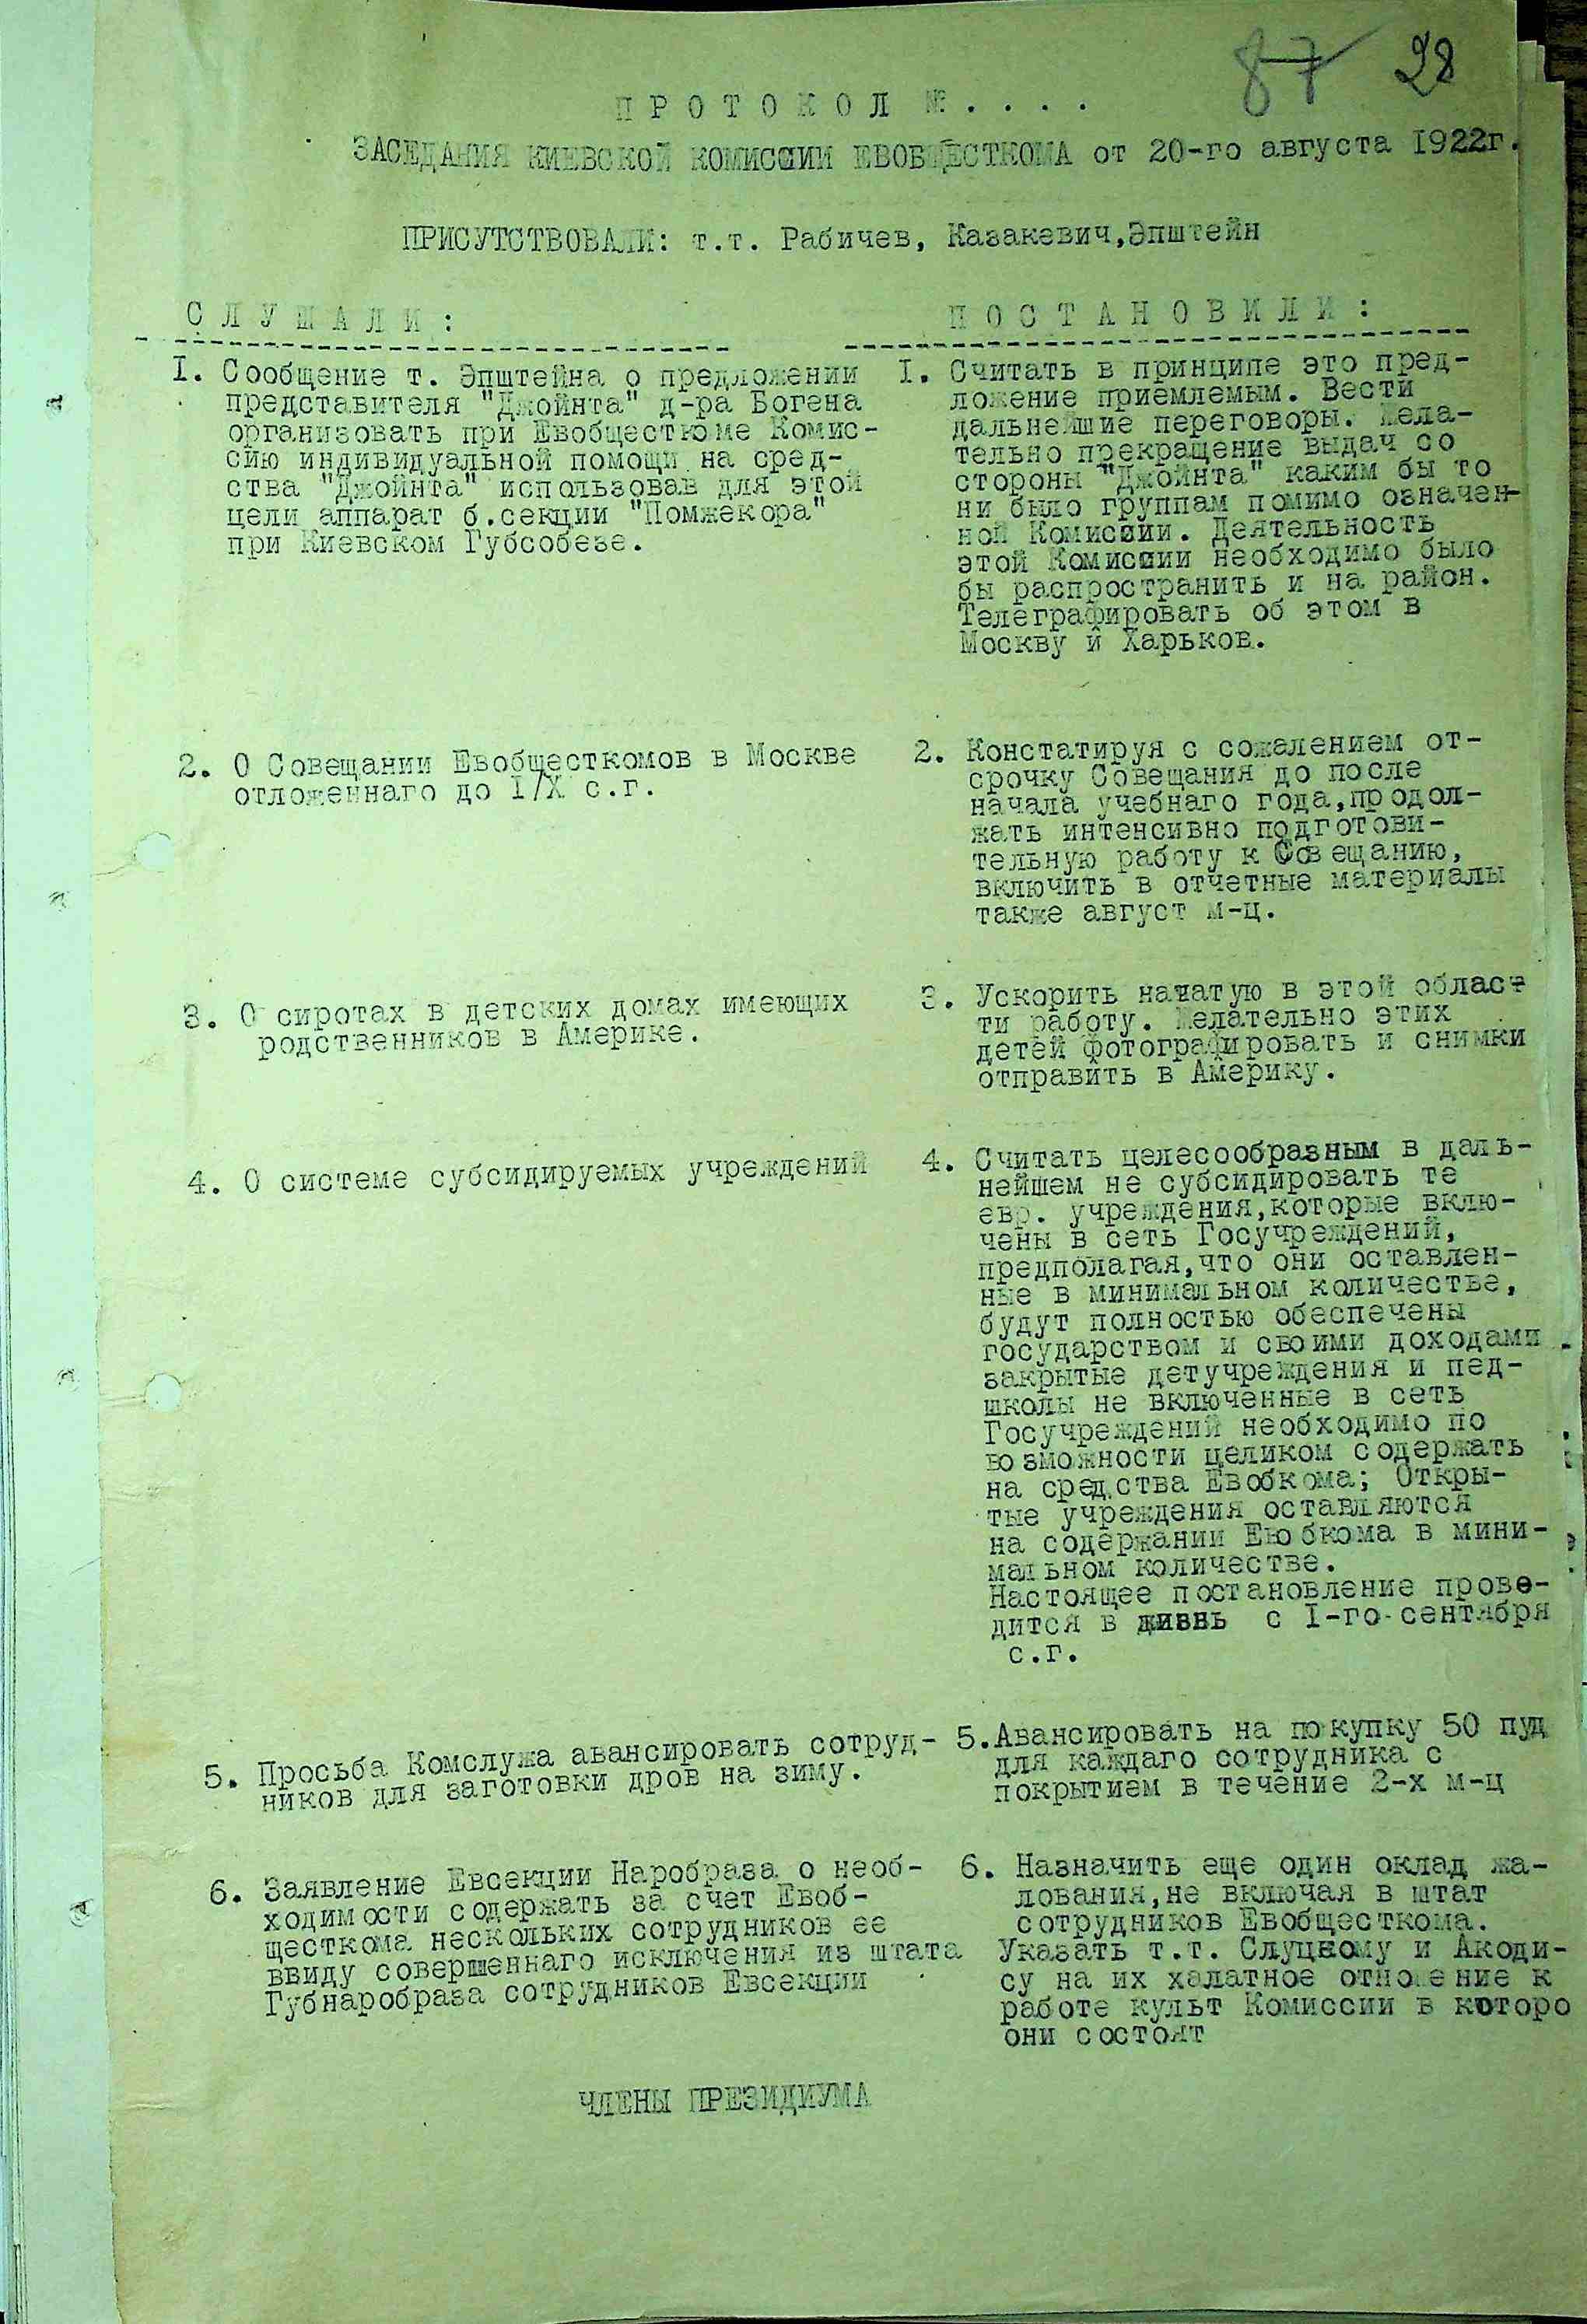 87 28
ПРОТОКОЛ № . . . .
ЗАСЕДАНИЯ КИЕВСКОЙ КОМИССИИ ЕВОБЩЕСТКОМА от 20-го августа I922г.
ПРИСУТСТВОВАЛИ: т.т. Рабичев, Казакевич,Эпштейн
СЛУШАЛИ:
I. Сообщение т. Эпштейна о предложении
представителя "Джойнта" д-ра Богена
организовать при Евобщесткоме Комис-
сию индивидуальной помощи на сред-
ства "Джойнта" использовав для этой
цели аппарат б.секции "Помжекора"
при Киевском Губсобезе.
2. О Совещании Евобщесткомов в Москве
отложеннаго до I/X с.г.
3. О сиротах в детских домах имеющих
родственников в Америке.
4. О системе субсидируемых учреждений
5. Просьба Комслужа авансировать сотруд-
ников для заготовки дров на зиму.
6. Заявление Евсекции Наробраза о необ-
ходимости содержать за счет Евоб-
щесткома нескольких сотрудников ее
ввиду совершеннаго исключения из штата
Губнаробраза сотрудников Евсекции
ПОСТАНОВИЛИ:
I. Считать в принципе это пред-
ложение приемлемым. Вести
дальнейшие переговоры. Жела-
тельно прекращение выдач со
стороны "Джойнта" каким бы то
ни было группам помимо означен-
ной Комиссии. Деятельность
этой Комиссии необходимо было
бы распространить и на район.
Телеграфировать об этом в
Москву и Харьков.
2. Констатируя с сожалением от-
срочку Совещания до после
начала учебнаго года,продол-
жать интенсивно подготови-
тельную работу к Совещанию,
включить в отчетные материалы
также август м-ц.
3. Ускорить начатую в этой облас-
ти работу. Желательно этих
детей фотографировать и снимки
отправить в Америку.
4. Считать целесообразным в даль-
нейшем не субсидировать те
евр. учреждения,которые вклю-
чены в сеть Госучреждений,
предполагая,что они оставлен-
ные в минимальном количестве,
будут полностью обеспечены
государством и своими доходами
закрытые детучреждения и пед-
школы не включенные в сеть
Госучреждений необходимо по
возможности целиком содержать
на средства Евобкома; Откры-
тые учреждения оставляются
на содержании Евобкома в мини-
мальном количестве.
Настоящее постановление прове-
дится в жизнь с I-го сентября
с.г.
5.Авансировать на покупку 50 пуд
для каждаго сотрудника с
покрытием в течение 2-х м-ц
6. Назначить еще один оклад жа-
лования,не включая в штат
сотрудников Евобщесткома.
Указать т.т. Слуцкому и Акоди-
су на их халатное отношение к
работе культ Комиссии в которо
они состоят
ЧЛЕНЫ ПРЕЗИДИУМА